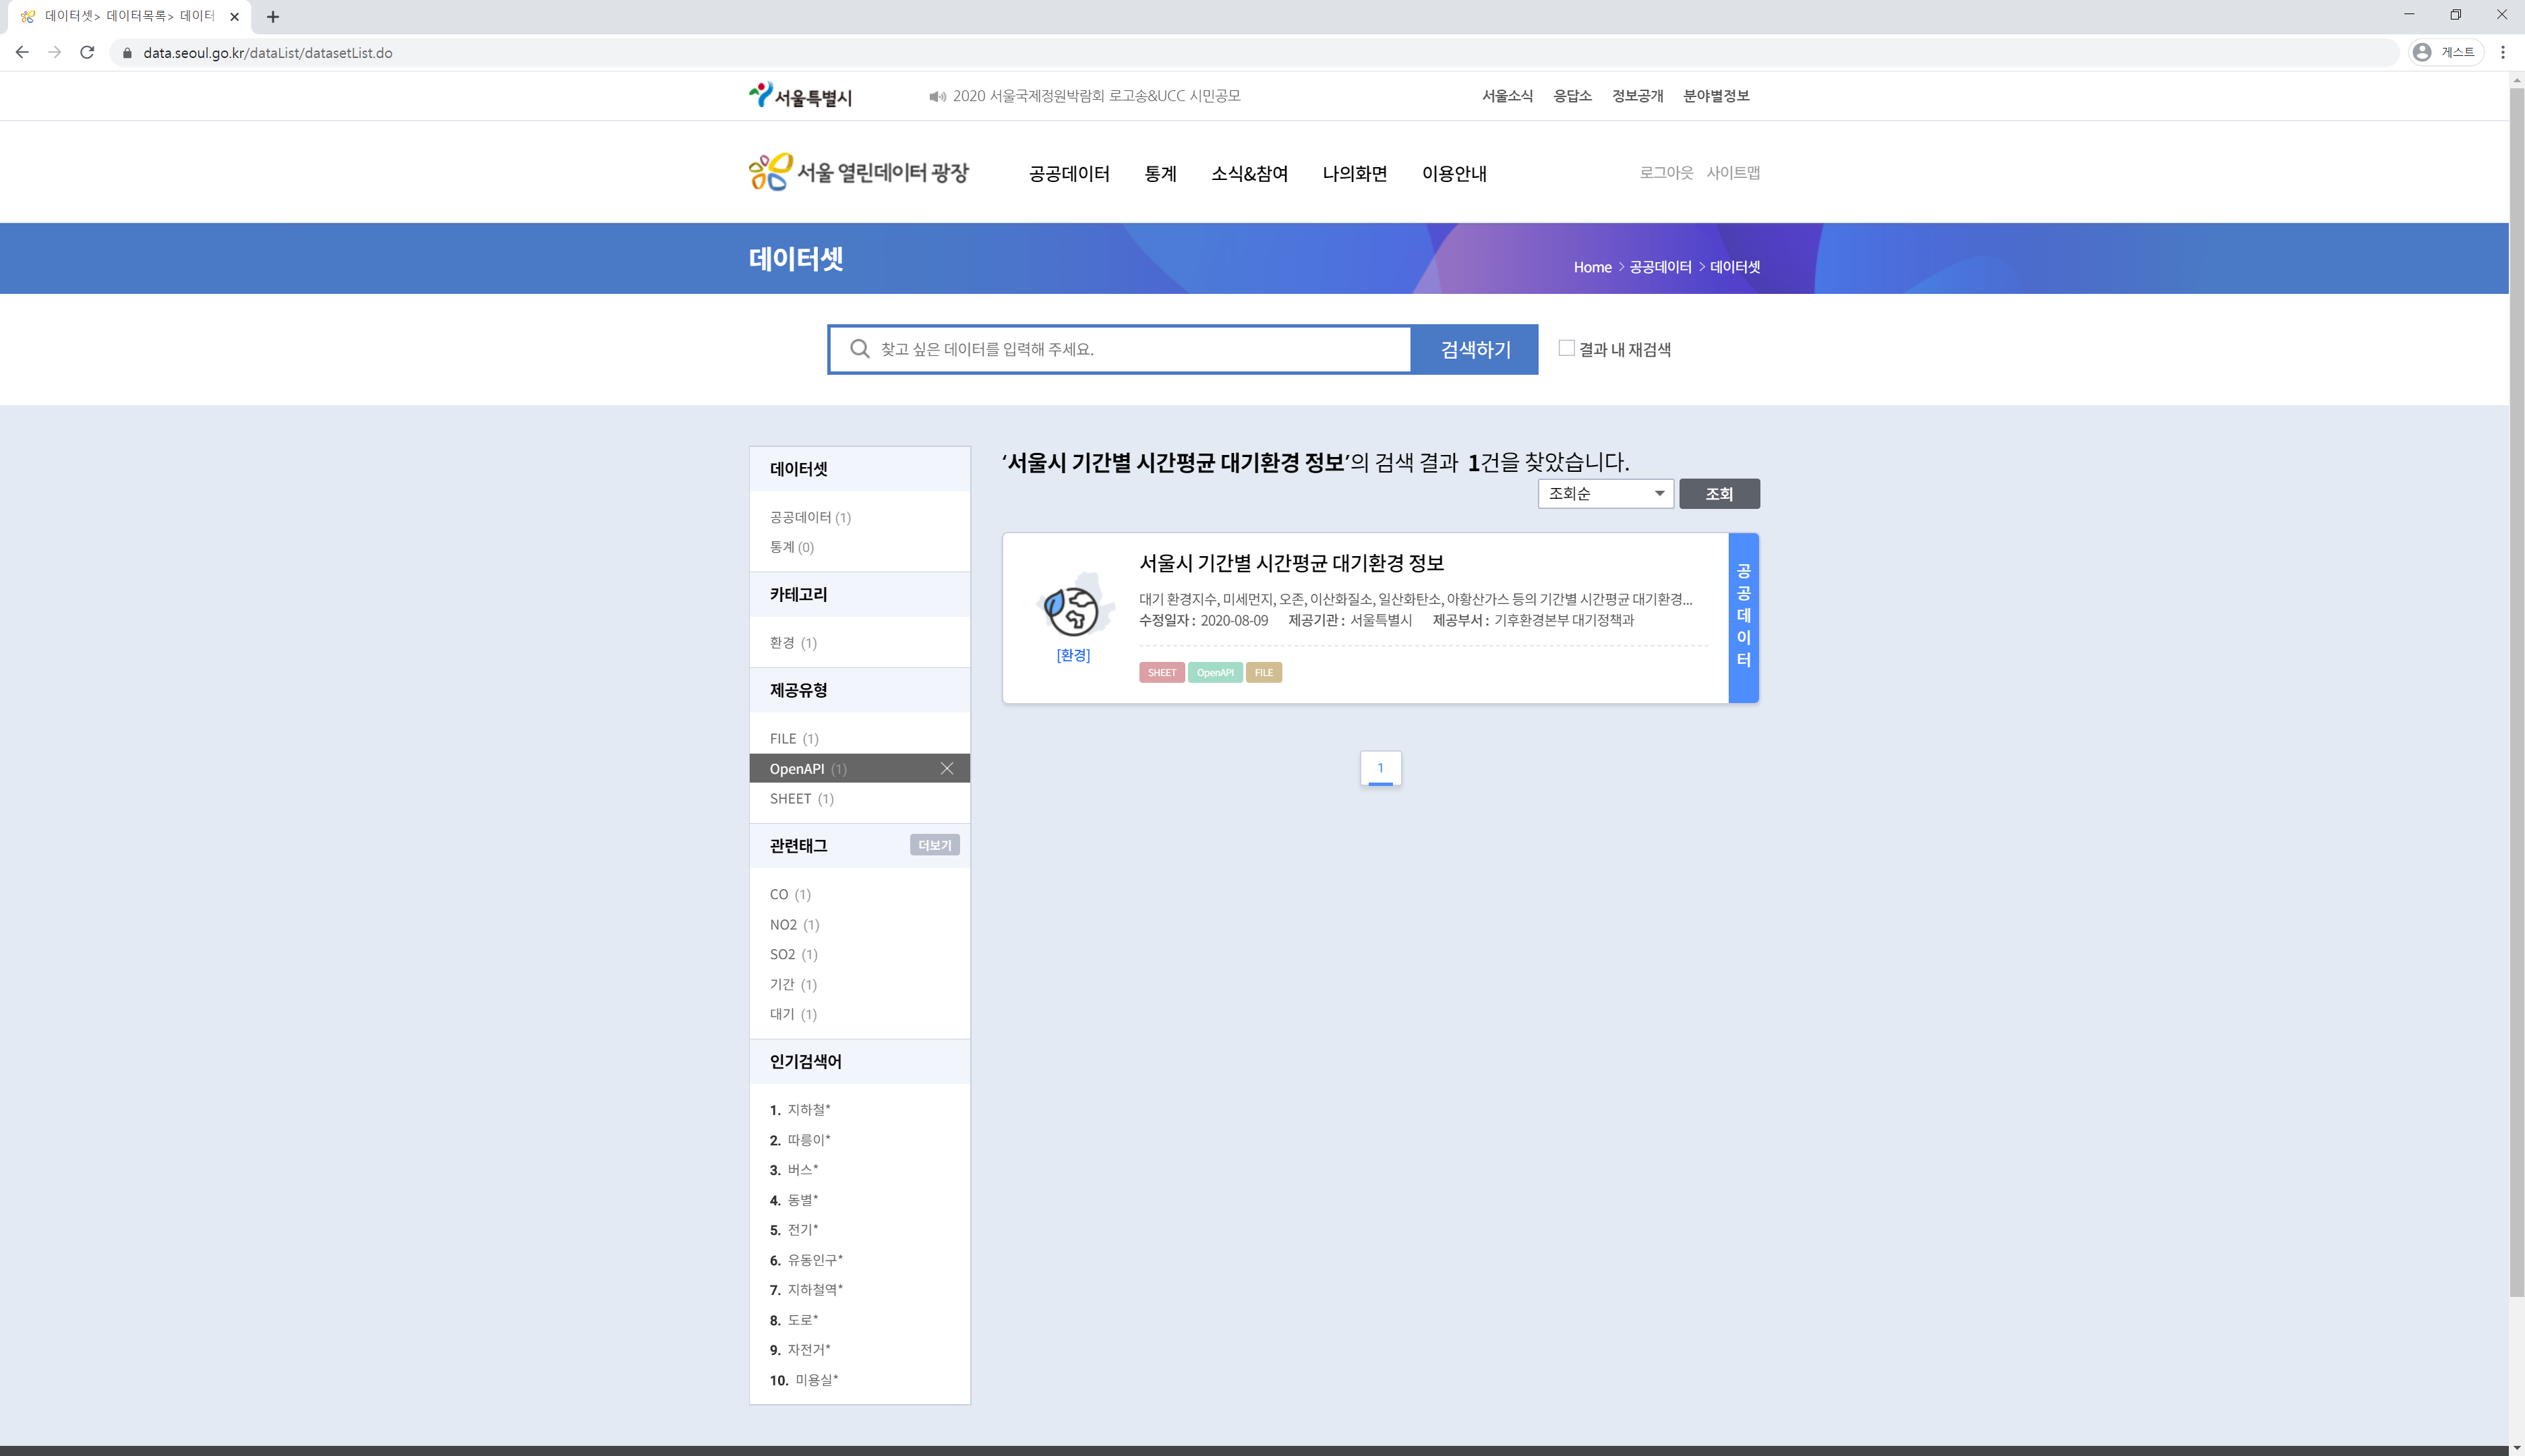 데이터셋> 데이터목록> 데이터
data.seoul.go.kr/dataList/datasetList.do
게스트
서울특별시
2020 서울국제정원박람회 로고송&UCC 시민공모
서울소식 응답소 정보공개 분야별정보
서울 열린데이터 광장
공공데이터 통계 소식&참여 나의화면 이용안내
로그아웃 사이트맵
데이터셋
Home > 공공데이터 > 데이터셋
찾고 싶은 데이터를 입력해 주세요.
검색하기
결과 내 재검색
데이터셋
공공데이터 (1)
통계 (0)
카테고리
환경 (1)
제공유형
FILE (1)
OpenAPI (1)
SHEET (1)
관련태그 더보기
CO (1)
NO2 (1)
SO2 (1)
기간 (1)
대기 (1)
인기검색어
1. 지하철*
2. 따릉이*
3. 버스*
4. 동별*
5. 전기*
6. 유동인구*
7. 지하철역*
8. 도로*
9. 자전거*
10. 미용실*
‘서울시 기간별 시간평균 대기환경 정보’의 검색 결과 1건을 찾았습니다.
조회순 조회
서울시 기간별 시간평균 대기환경 정보
대기 환경지수, 미세먼지, 오존, 이산화질소, 일산화탄소, 아황산가스 등의 기간별 시간평균 대기환경...
수정일자 : 2020-08-09 제공기관 : 서울특별시 제공부서 : 기후환경본부 대기정책과
[환경]
SHEET OpenAPI FILE
공공데이터
1